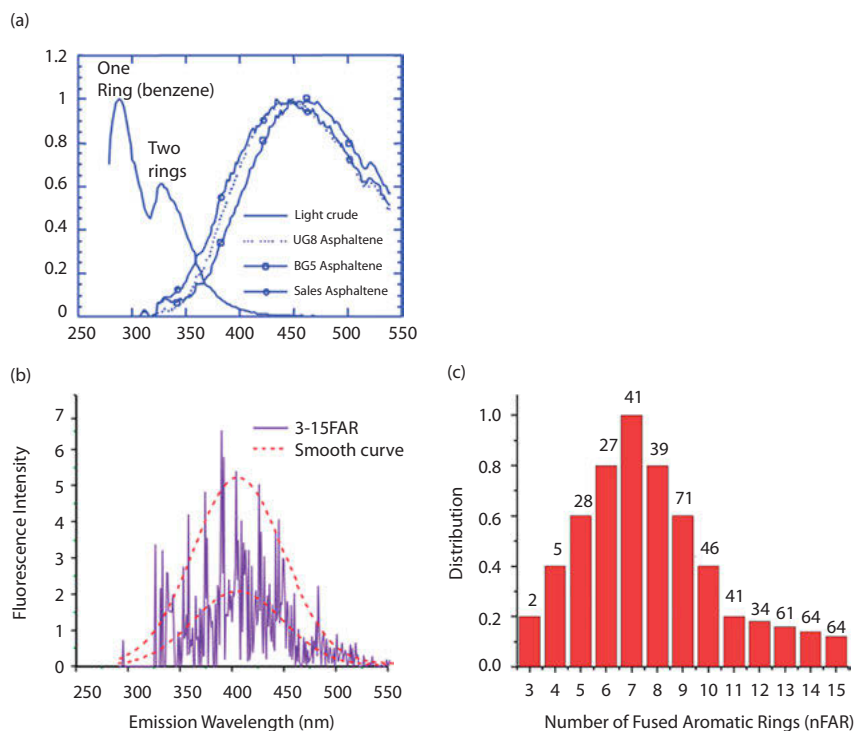 (a)
1.2
1
0.8
0.6
0.4
0.2
0
One
Ring (benzene)
Two
rings
Light crude
UG8 Asphaltene
BG5 Asphaltene
Sales Asphaltene
250 300 350 400 450 500 550
(b)
7
6
5
4
3
2
1
0
Fluorescence Intensity
3-15FAR
Smooth curve
250 300 350 400 450 500 550
Emission Wavelength (nm)
(c)
1.0
0.8
0.6
0.4
0.2
0.0
Distribution
2 5 28 27 41 39 71 46 41 34 61 64 64
3 4 5 6 7 8 9 10 11 12 13 14 15
Number of Fused Aromatic Rings (nFAR)